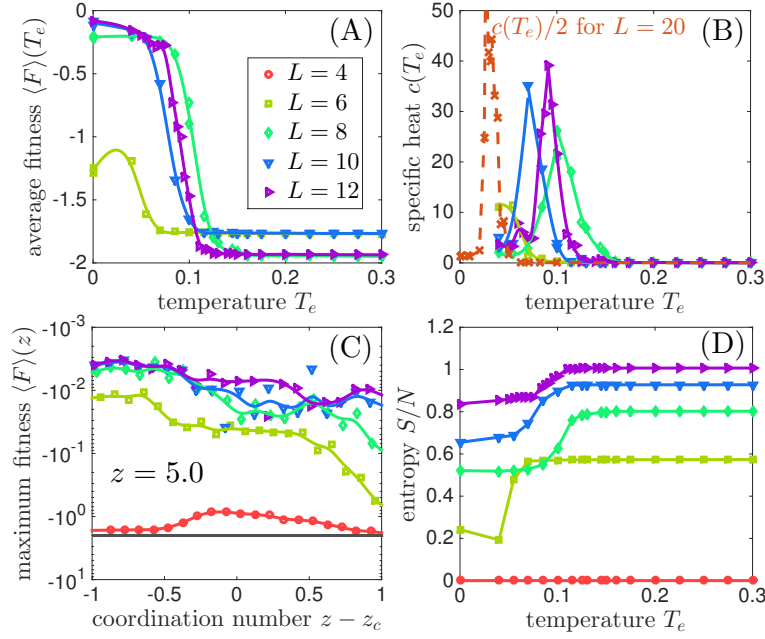 (A)
average fitness ⟨F⟩(T_e)
0
-0.5
-1
-1.5
-2
0 0.1 0.2 0.3
temperature T_e
L = 4
L = 6
L = 8
L = 10
L = 12
c(T_e)/2 for L = 20
(B)
specific heat c(T_e)
50
40
30
20
10
0
0 0.1 0.2 0.3
temperature T_e
(C)
maximum fitness ⟨F⟩(z)
-10^-3
-10^-2
-10^-1
-10^0
-10^1
z = 5.0
-1 -0.5 0 0.5 1
coordination number z − z_c
(D)
entropy S/N
1.2
1
0.8
0.6
0.4
0.2
0
0 0.1 0.2 0.3
temperature T_e